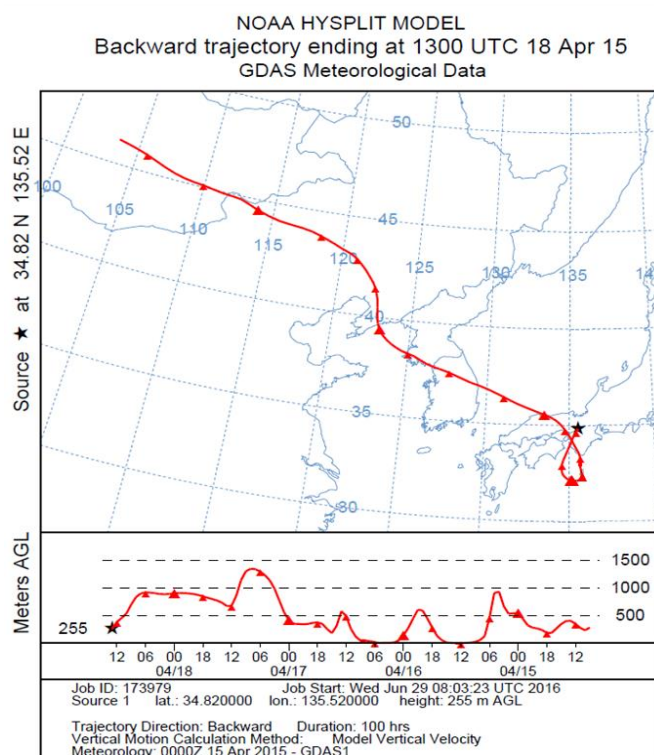 NOAA HYSPLIT MODEL
Backward trajectory ending at 1300 UTC 18 Apr 15
GDAS Meteorological Data
Source ★ at 34.82 N 135.52 E
50
100
105
110
115
120
125
130
135
14
45
40
35
30
Meters AGL
255
1500
1000
500
12 06 00 18 12 06 00 18 12 06 00 18 12 06 00 18 12
04/18 04/17 04/16 04/15
Job ID: 173979 Job Start: Wed Jun 29 08:03:23 UTC 2016
Source 1 lat.: 34.820000 lon.: 135.520000 height: 255 m AGL
Trajectory Direction: Backward Duration: 100 hrs
Vertical Motion Calculation Method: Model Vertical Velocity
Meteorology: 0000Z 15 Apr 2015 - GDAS1